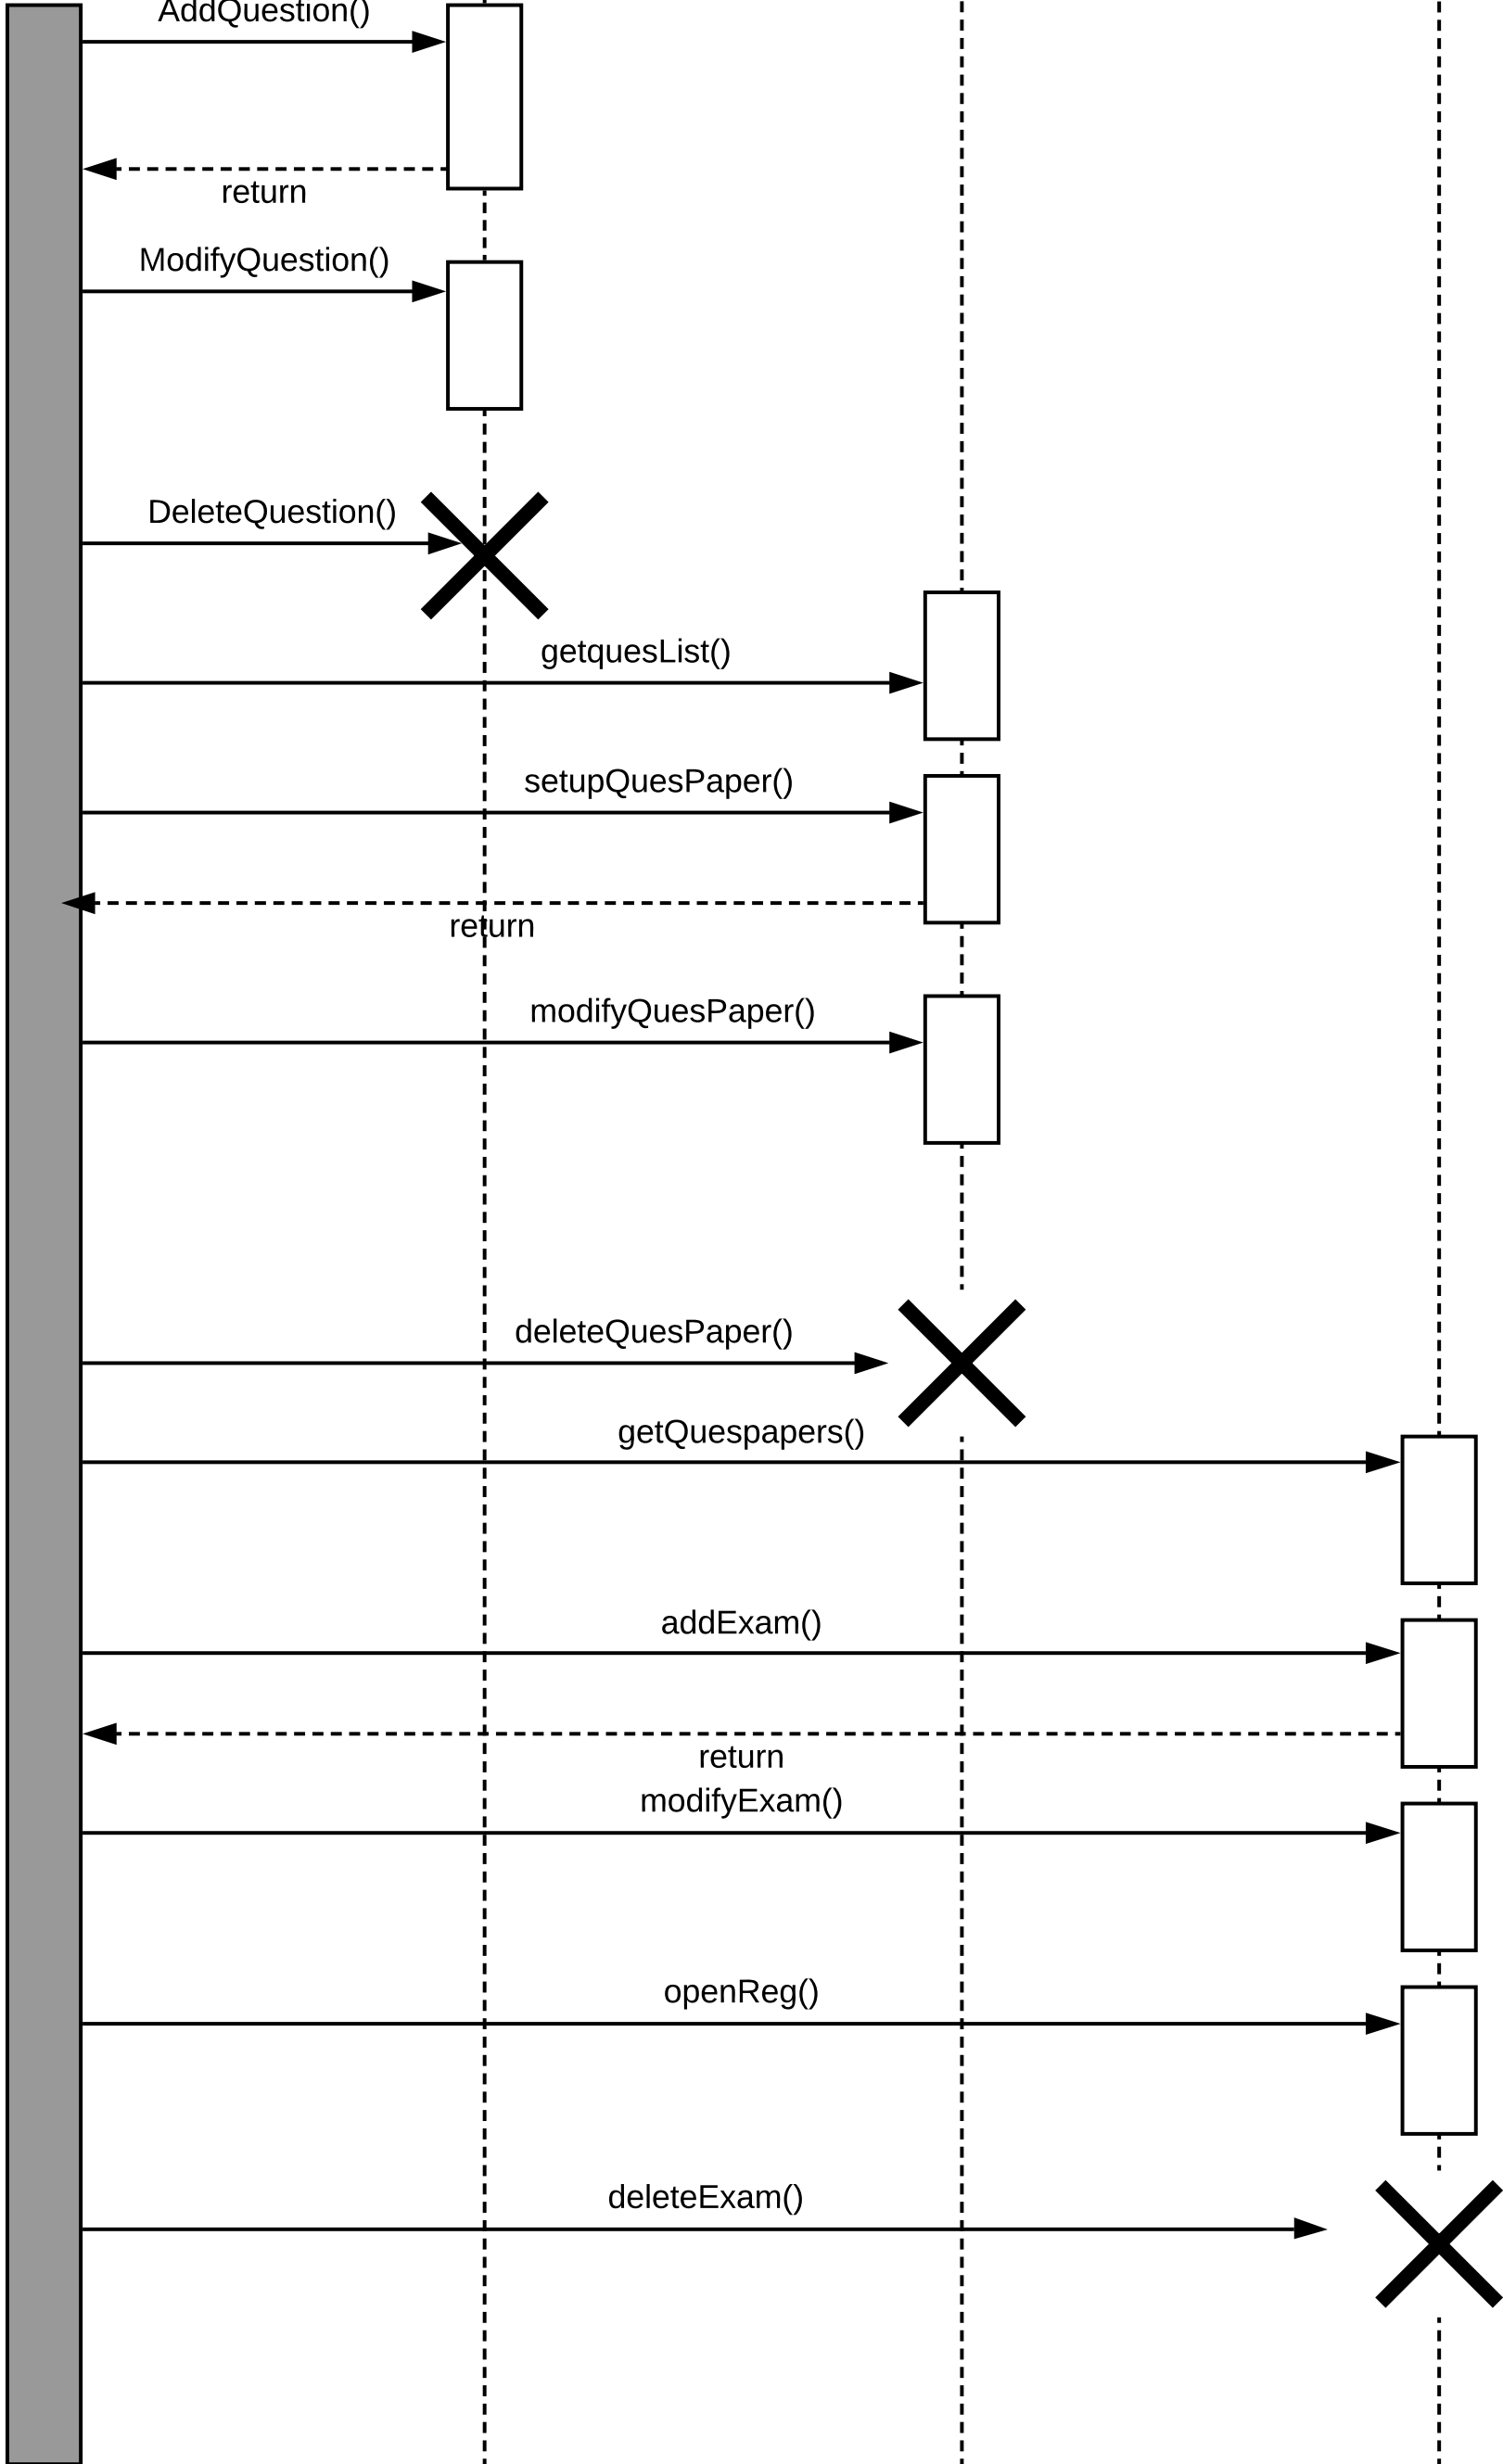 AddQuestion()
return
ModifyQuestion()
DeleteQuestion()
getquesList()
setupQuesPaper()
return
modifyQuesPaper()
deleteQuesPaper()
getQuespapers()
addExam()
return
modifyExam()
openReg()
deleteExam()